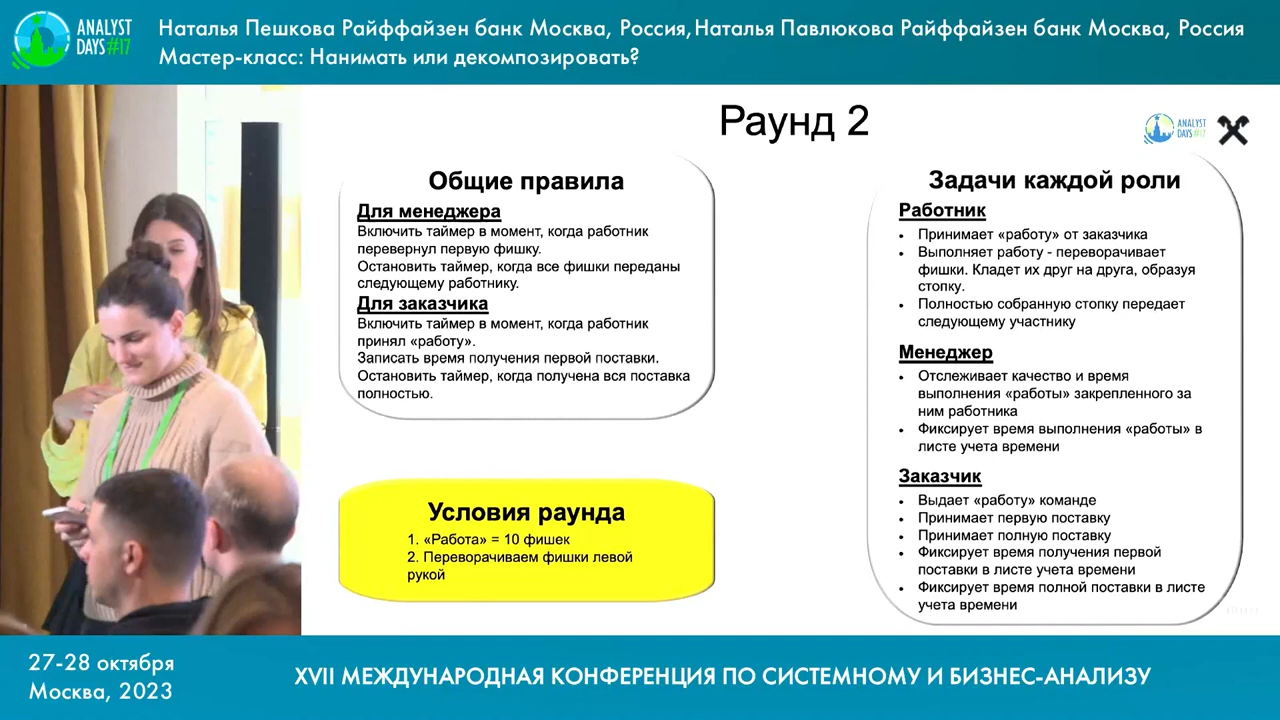 ANALYST
DAYS#17
Наталья Пешкова Райффайзен банк Москва, Россия,Наталья Павлюкова Райффайзен банк Москва, Россия
Мастер-класс: Нанимать или декомпозировать?
Раунд 2
ANALYST
DAYS#17
Общие правила
Для менеджера
Включить таймер в момент, когда работник
перевернул первую фишку.
Остановить таймер, когда все фишки переданы
следующему работнику.
Для заказчика
Включить таймер в момент, когда работник
принял «работу».
Записать время получения первой поставки.
Остановить таймер, когда получена вся поставка
полностью.
Условия раунда
1. «Работа» = 10 фишек
2. Переворачиваем фишки левой
рукой
Задачи каждой роли
Работник
• Принимает «работу» от заказчика
• Выполняет работу - переворачивает
фишки. Кладет их друг на друга, образуя
стопку.
• Полностью собранную стопку передает
следующему участнику
Менеджер
• Отслеживает качество и время
выполнения «работы» закрепленного за
ним работника
• Фиксирует время выполнения «работы» в
листе учета времени
Заказчик
• Выдает «работу» команде
• Принимает первую поставку
• Принимает полную поставку
• Фиксирует время получения первой
поставки в листе учета времени
• Фиксирует время полной поставки в листе
учета времени
27-28 октября
Москва, 2023
XVII МЕЖДУНАРОДНАЯ КОНФЕРЕНЦИЯ ПО СИСТЕМНОМУ И БИЗНЕС-АНАЛИЗУ